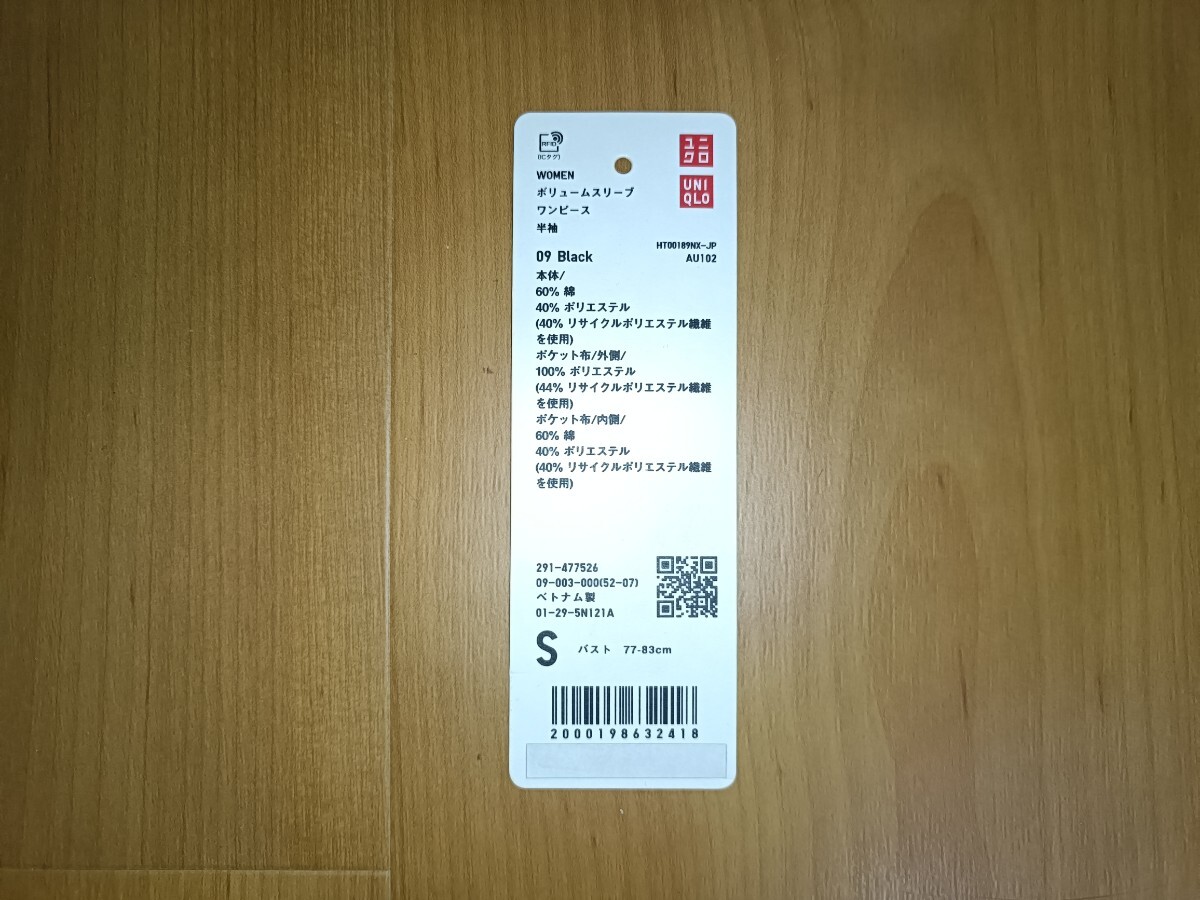 RFID
(ICタグ)
ユニ
クロ
UNI
QLO
WOMEN
ボリュームスリーブ
ワンピース
半袖
HT00189NX-JP
09 Black
AU102
本体/
60% 綿
40% ポリエステル
(40% リサイクルポリエステル繊維
を使用)
ポケット布/外側/
100% ポリエステル
(44% リサイクルポリエステル繊維
を使用)
ポケット布/内側/
60% 綿
40% ポリエステル
(40% リサイクルポリエステル繊維
を使用)
291-477526
09-003-000(52-07)
ベトナム製
01-29-5N121A
S バスト 77-83cm
2000198632418